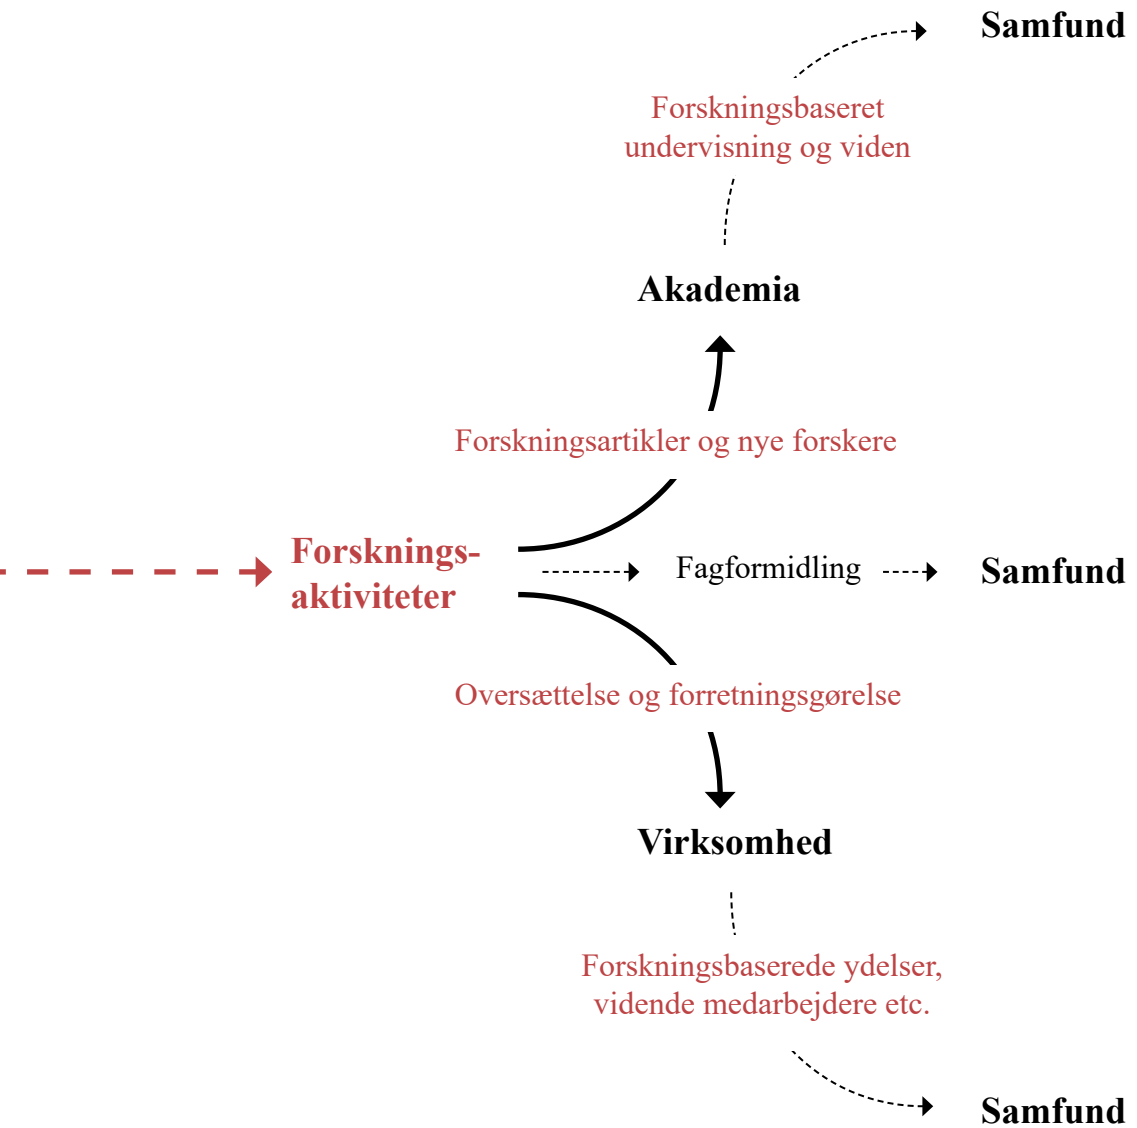 Samfund
Forskningsbaseret
undervisning og viden
Akademia
Forskningsartikler og nye forskere
Forsknings-
aktiviteter
Fagformidling
Samfund
Oversættelse og forretningsgørelse
Virksomhed
Forskningsbaserede ydelser,
vidende medarbejdere etc.
Samfund